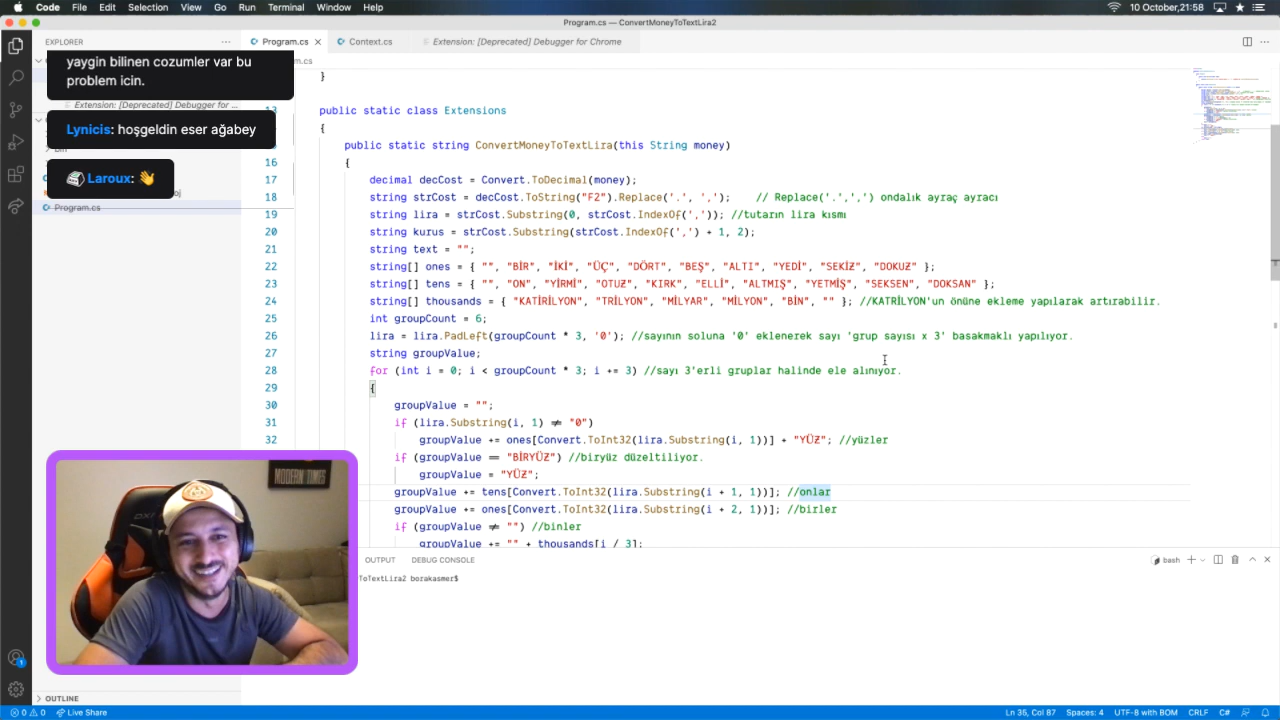 Code File Edit Selection View Go Run Terminal Window Help 10 October,21:58
Program.cs — ConvertMoneyToTextLira2
EXPLORER
Program.cs
Context.cs
Extension: [Deprecated] Debugger for Chrome
m.cs
yaygin bilinen cozumler var bu
problem icin.
Extension: [Deprecated] Debugger for ...
Lynicis: hoşgeldin eser ağabey
Laroux: 👋
oj
Program.cs
}
13 public static class Extensions
{
public static string ConvertMoneyToTextLira(this String money)
16 {
17 decimal decCost = Convert.ToDecimal(money);
18 string strCost = decCost.ToString("F2").Replace('.', ','); // Replace('.',',') ondalık ayraç ayracı
19 string lira = strCost.Substring(0, strCost.IndexOf(',')); //tutarın lira kısmı
20 string kurus = strCost.Substring(strCost.IndexOf(',') + 1, 2);
21 string text = "";
22 string[] ones = { "", "BİR", "İKİ", "ÜÇ", "DÖRT", "BEŞ", "ALTI", "YEDİ", "SEKİZ", "DOKUZ" };
23 string[] tens = { "", "ON", "YİRMİ", "OTUZ", "KIRK", "ELLİ", "ALTMIŞ", "YETMİŞ", "SEKSEN", "DOKSAN" };
24 string[] thousands = { "KATİRİLYON", "TRİLYON", "MİLYAR", "MİLYON", "BİN", "" }; //KATRİLYON'un önüne ekleme yapılarak artırabilir.
25 int groupCount = 6;
26 lira = lira.PadLeft(groupCount * 3, '0'); //sayının soluna '0' eklenerek sayı 'grup sayısı x 3' basakmaklı yapılıyor.
27 string groupValue;
28 for (int i = 0; i < groupCount * 3; i += 3) //sayı 3'erli gruplar halinde ele alınıyor.
29 {
30 groupValue = "";
31 if (lira.Substring(i, 1) != "0")
32 groupValue += ones[Convert.ToInt32(lira.Substring(i, 1))] + "YÜZ"; //yüzler
if (groupValue == "BİRYÜZ") //biryüz düzeltiliyor.
groupValue = "YÜZ";
groupValue += tens[Convert.ToInt32(lira.Substring(i + 1, 1))]; //onlar
groupValue += ones[Convert.ToInt32(lira.Substring(i + 2, 1))]; //birler
if (groupValue != "") //binler
groupValue += "" + thousands[i / 3];
MODERN TIMES
OUTPUT DEBUG CONSOLE bash
ToTextLira2 borakasmer$
1
OUTLINE
0 0 Live Share Ln 35, Col 87 Spaces: 4 UTF-8 with BOM CRLF C#